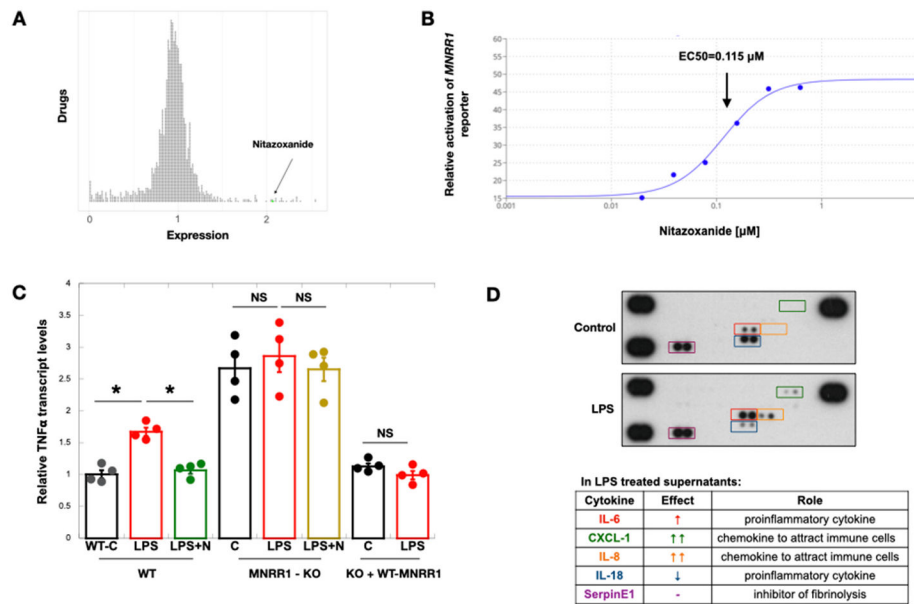 A
Drugs
Nitazoxanide
0
1
2
Expression
B
Relative activation of MNRR1
reporter
60
55
50
45
40
35
30
25
20
15
EC50=0.115 µM
0.001
0.01
0.1
1
Nitazoxanide [µM]
C
Relative TNFα transcript levels
4
3.5
3
2.5
2
1.5
1
0.5
0
*
*
NS
NS
NS
WT-C LPS LPS+N C LPS LPS+N C LPS
WT MNRR1 - KO KO + WT-MNRR1
D
Control
LPS
In LPS treated supernatants:
Cytokine Effect Role
IL-6 ↑ proinflammatory cytokine
CXCL-1 ↑↑ chemokine to attract immune cells
IL-8 ↑↑ chemokine to attract immune cells
IL-18 ↓ proinflammatory cytokine
SerpinE1 - inhibitor of fibrinolysis